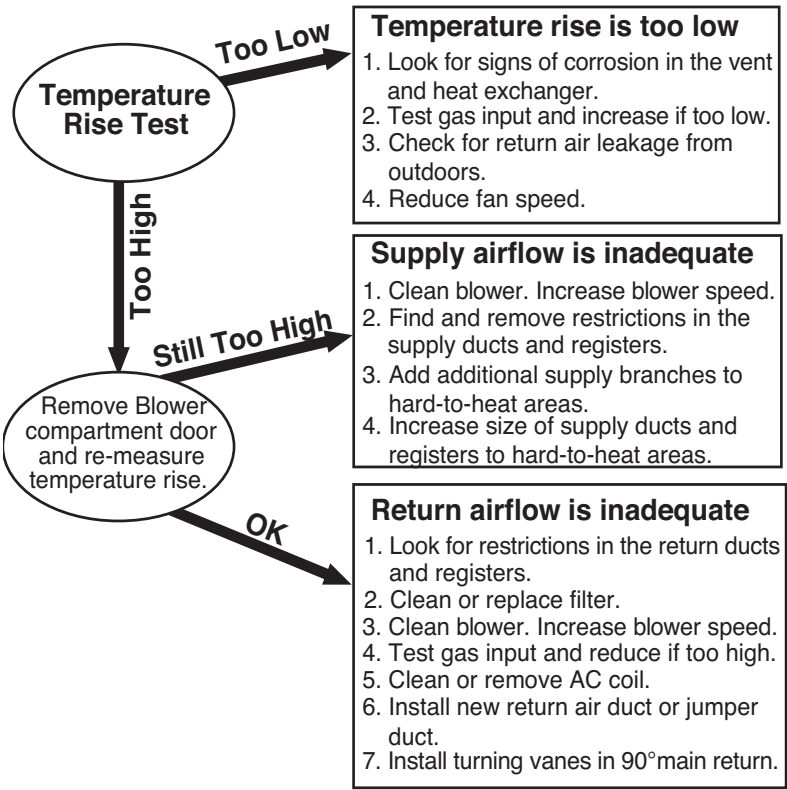 Temperature
Rise Test
Too Low
Temperature rise is too low
1. Look for signs of corrosion in the vent
and heat exchanger.
2. Test gas input and increase if too low.
3. Check for return air leakage from
outdoors.
4. Reduce fan speed.
Too High
Remove Blower
compartment door
and re-measure
temperature rise.
Still Too High
Supply airflow is inadequate
1. Clean blower. Increase blower speed.
2. Find and remove restrictions in the
supply ducts and registers.
3. Add additional supply branches to
hard-to-heat areas.
4. Increase size of supply ducts and
registers to hard-to-heat areas.
OK
Return airflow is inadequate
1. Look for restrictions in the return ducts
and registers.
2. Clean or replace filter.
3. Clean blower. Increase blower speed.
4. Test gas input and reduce if too high.
5. Clean or remove AC coil.
6. Install new return air duct or jumper
duct.
7. Install turning vanes in 90°main return.